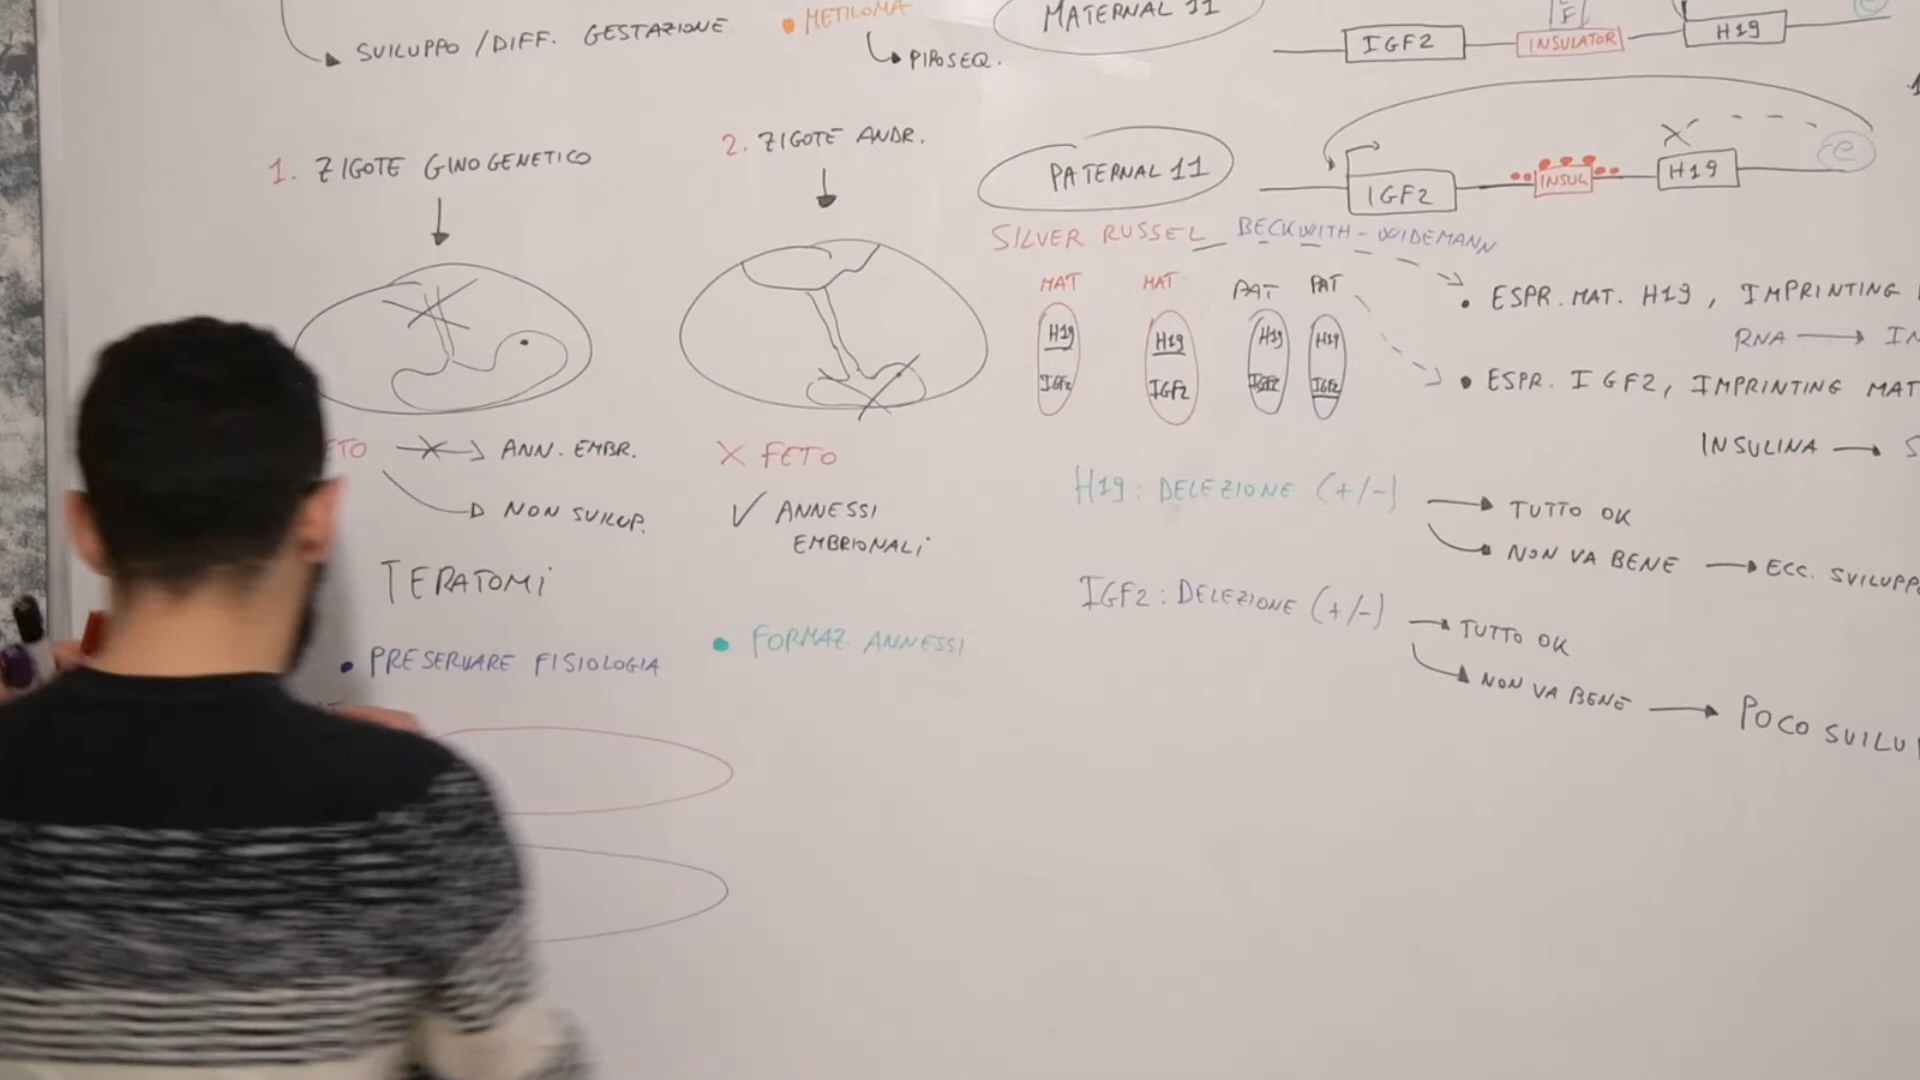 SVILUPPO / DIFF. GESTAZIONE
METILOMA
PIROSEQ.
1. ZIGOTE GINOGENETICO
2. ZIGOTE ANDR.
ETO
ANN. EMBR.
NON SVILUP.
X FETO
√ ANNESSI
EMBRIONALI
TERATOMI
• PRESERVARE FISIOLOGIA
• FORMAZ. ANNESSI
MATERNAL 11
IGF2
INSULATOR
H19
PATERNAL 11
IGF2
INSUL
H19
e
SILVER RUSSEL
BECKWITH - WIDEMANN
MAT MAT PAT PAT
H19 H19 H19 H19
IGF2 IGF2 IGF2 IGF2
• ESPR. MAT. H19, IMPRINTING
RNA → IN
• ESPR. IGF2, IMPRINTING MAT
INSULINA → S
H19: DELEZIONE (+/-)
TUTTO OK
NON VA BENE → ECC. SVILUPPO
IGF2: DELEZIONE (+/-)
TUTTO OK
NON VA BENE → POCO SVILU